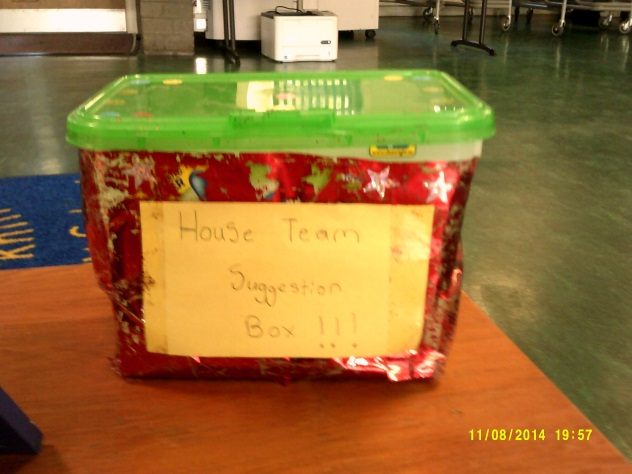 House Team
Suggestion
Box !!!
11/08/2014 19:57